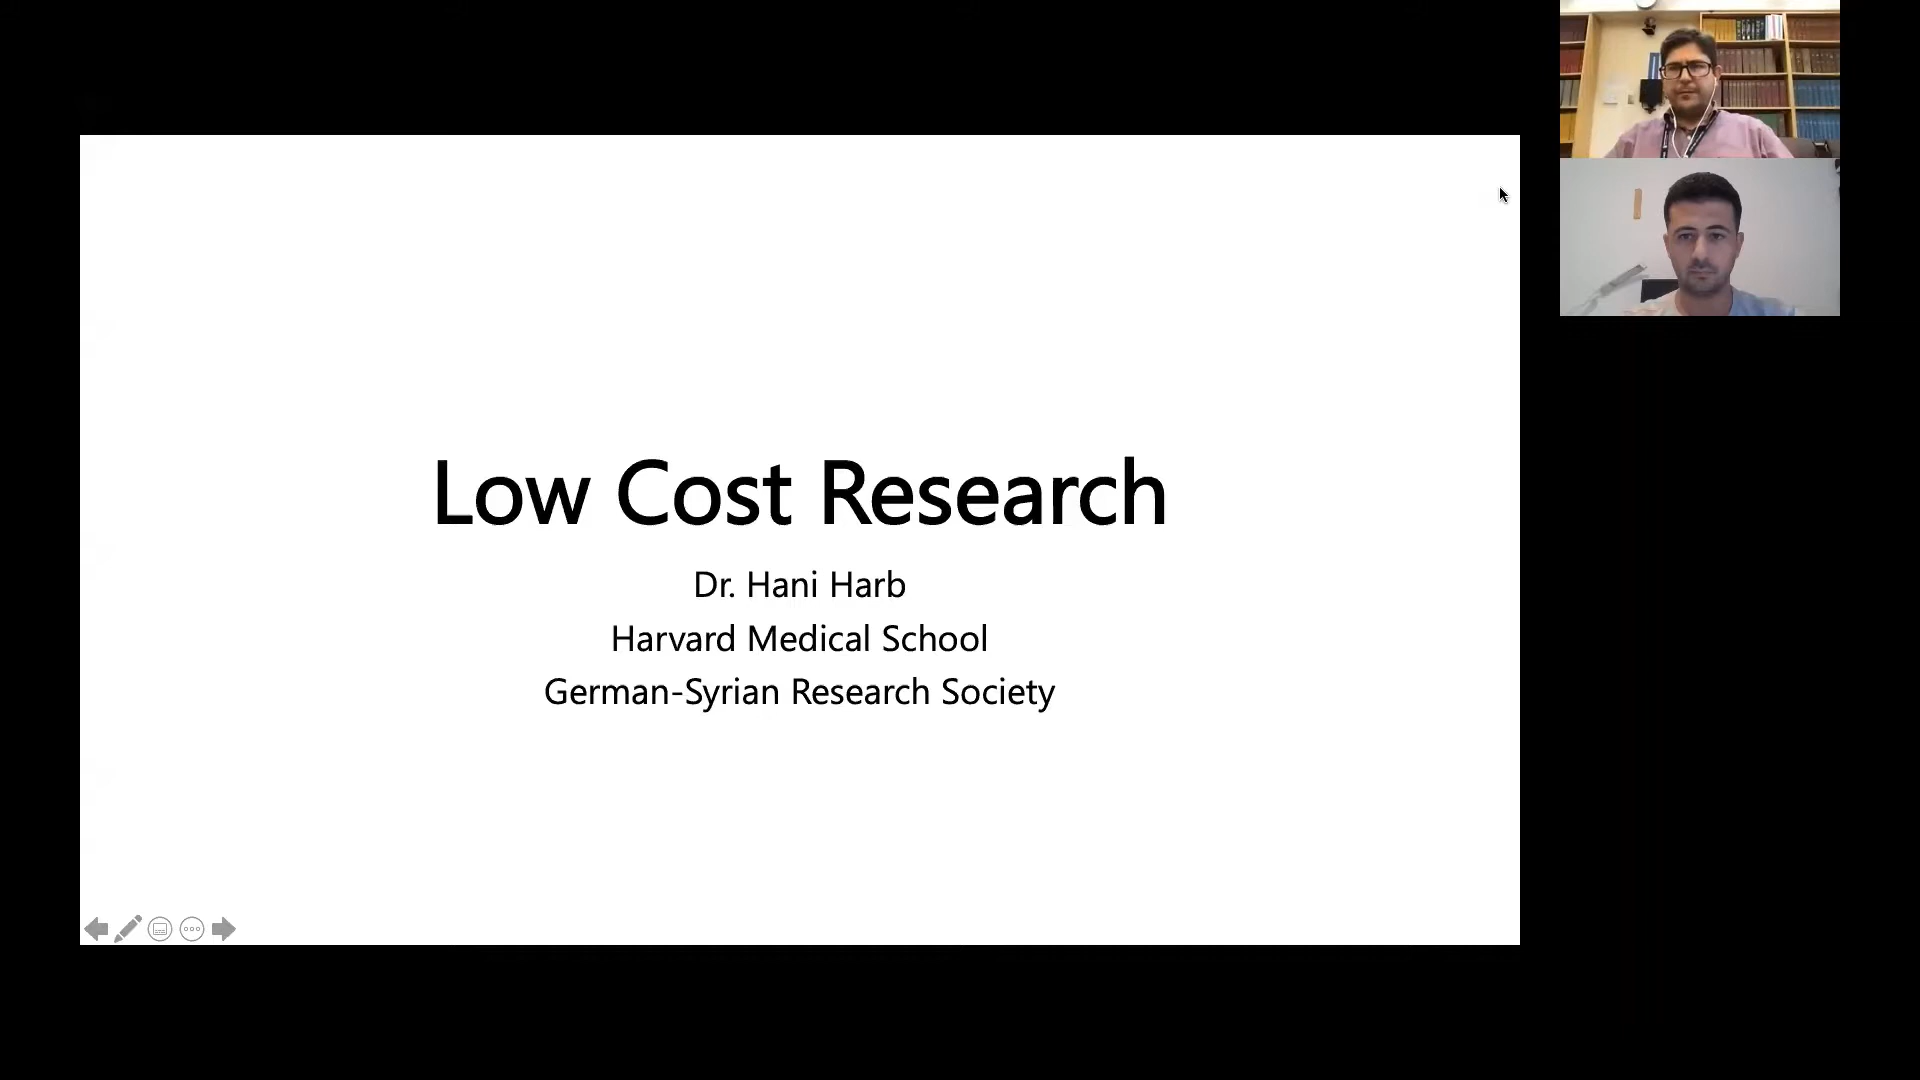 Low Cost Research
Dr. Hani Harb
Harvard Medical School
German-Syrian Research Society